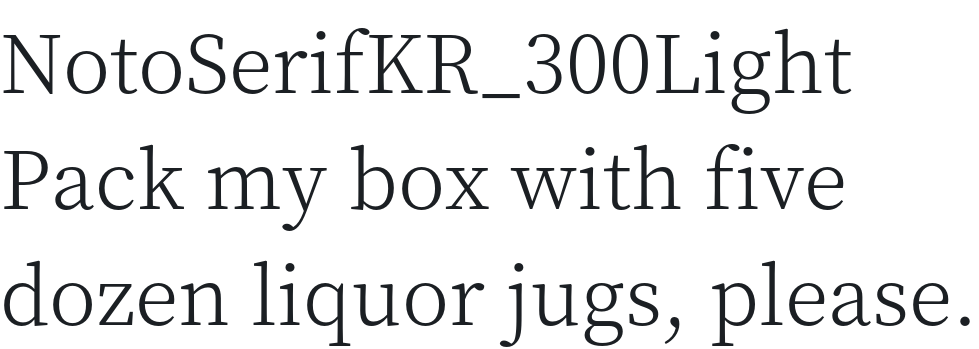 NotoSerifKR_300Light
Pack my box with five
dozen liquor jugs, please.